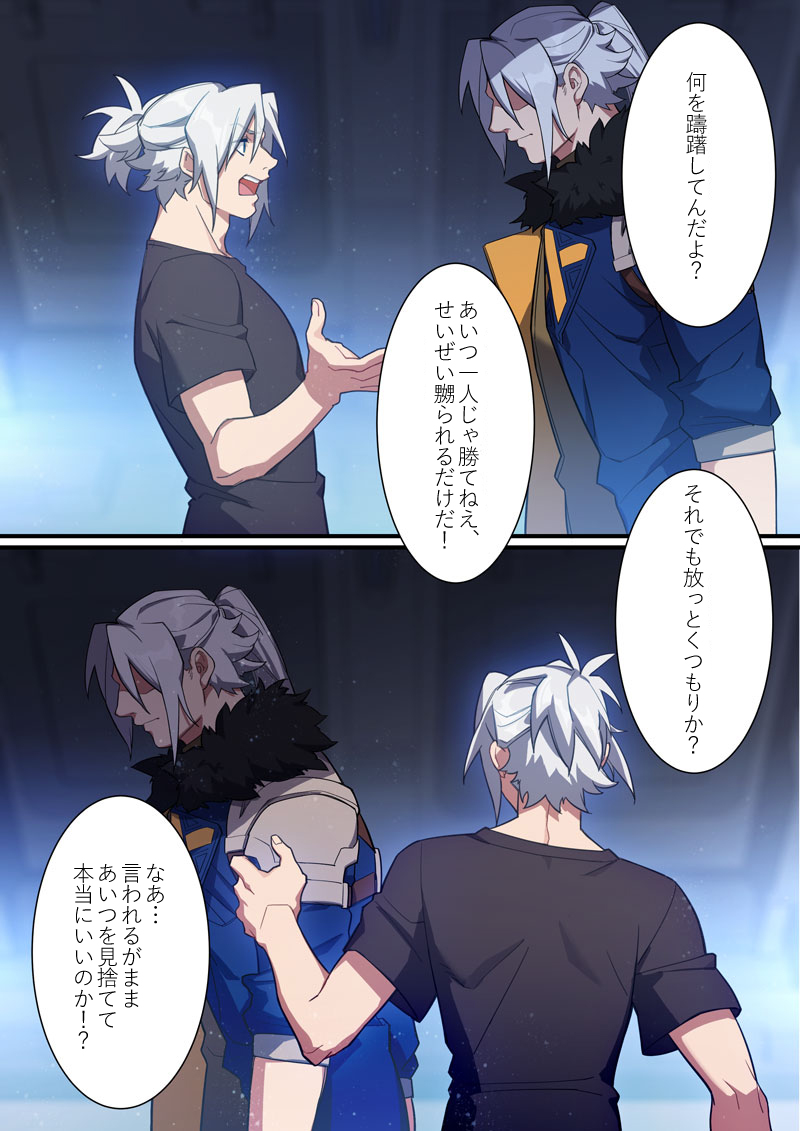 何を躊躇してんだよ？
あいつ一人じゃ勝てねえ、
せいぜい嬲られるだけだ！
それでも放っとくつもりか？
なあ…
言われるがまま
あいつを見捨てて
本当にいいのか！？